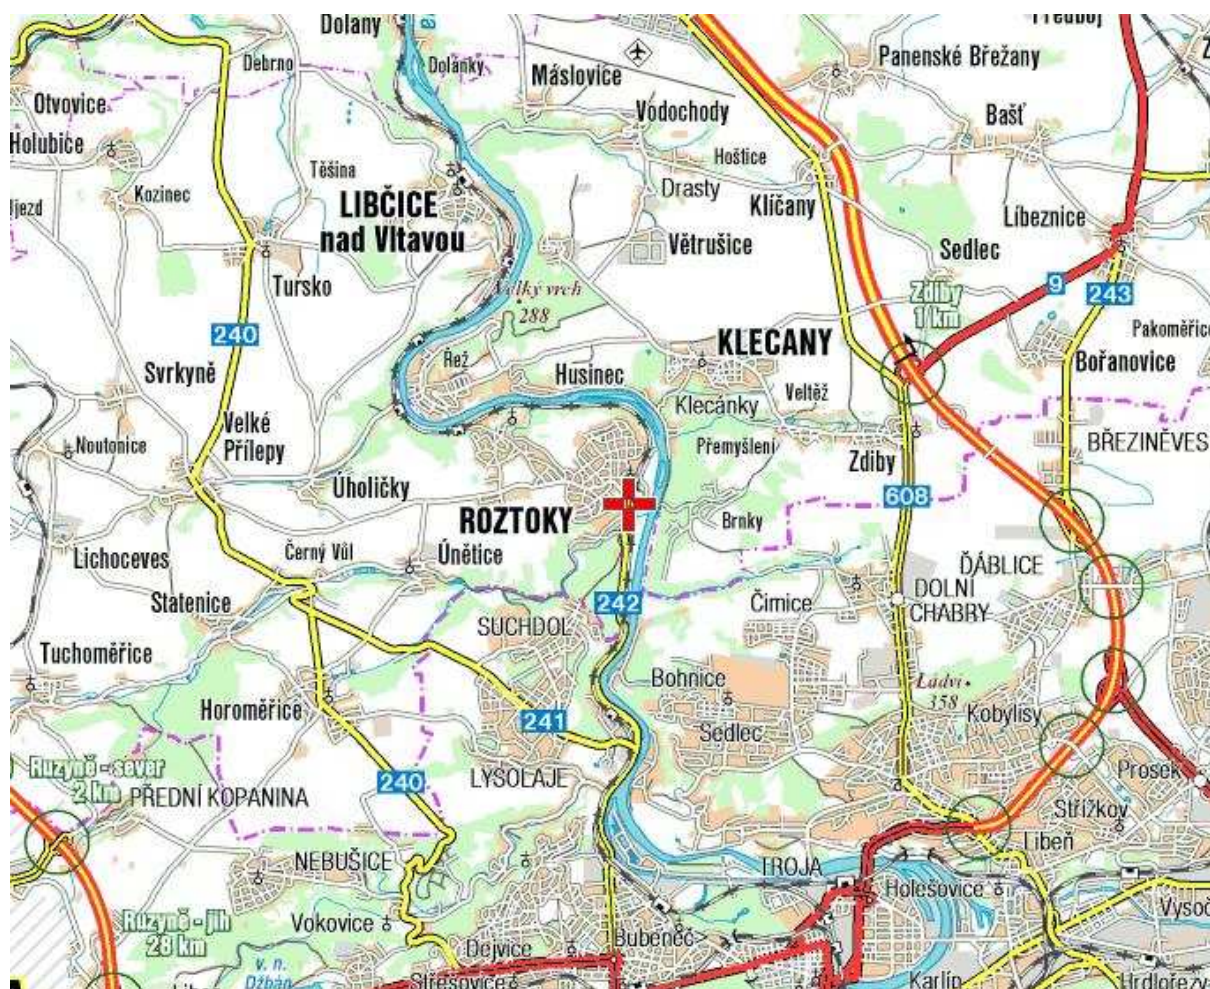 Dolany
Předboj
Debrno
Dolánky
Máslovice
Panenské Břežany
Otvovice
Vodochody
Bašť
Holubice
Hoštice
Těšina
Drasty
Kozinec
LIBČICE
nad Vltavou
Klíčany
Líbeznice
Větrušice
Sedlec
Tursko
Velký vrch
288
Zdiby
1 km
9
243
240
Pakoměřice
KLECANY
Řež
Bořanovice
Svrkyně
Husinec
Veltěž
Klecánky
Velké
Přílepy
Noutonice
Přemyšlení
BŘEZINĚVES
Zdiby
Úholičky
608
ROZTOKY
Brnky
Lichoceves
Černý Vůl
Únětice
ĎÁBLICE
Statenice
242
Čimice
DOLNÍ
CHABRY
SUCHDOL
Tuchoměřice
Bohnice
Ládví
358
Horoměřice
241
Sedlec
Kobylisy
Ruzyně - sever
2 km
240
LYSOLAJE
Prosek
PŘEDNÍ KOPANINA
Střížkov
NEBUŠICE
TROJA
Libeň
Holešovice
Ruzyně - jih
28 km
Vokovice
Dejvice
Bubeneč
v. n.
Džbán
Střešovice
Karlín